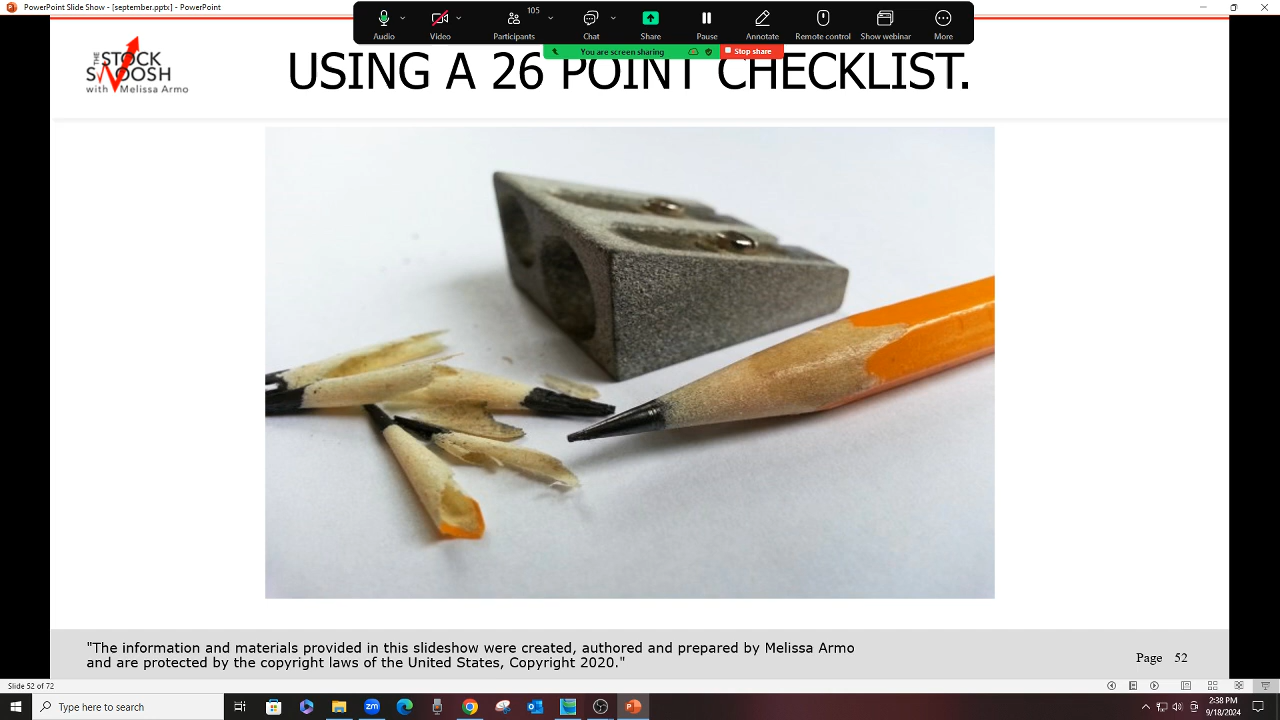 PowerPoint Slide Show - [september.pptx] - PowerPoint
105
Audio
Video
Participants
Chat
Share
Pause
Annotate
Remote control
Show webinar
More
You are screen sharing
Stop share
THE STOCK
SWOOSH
with Melissa Armo
USING A 26 POINT CHECKLIST.
"The information and materials provided in this slideshow were created, authored and prepared by Melissa Armo
and are protected by the copyright laws of the United States, Copyright 2020."
Page 52
Slide 52 of 72
Type here to search
zm
2:38 PM
9/18/2024